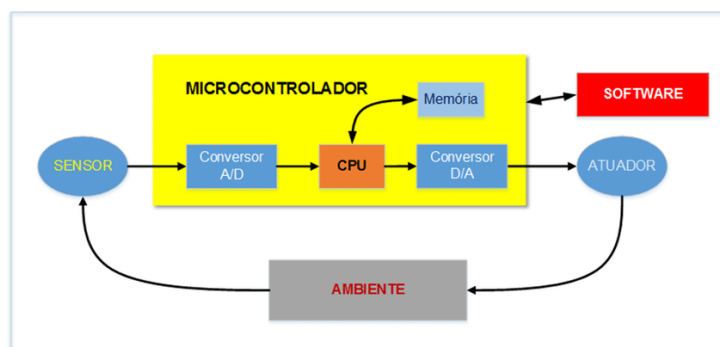 MICROCONTROLADOR
Memória
SOFTWARE
SENSOR
Conversor
A/D
CPU
Conversor
D/A
ATUADOR
AMBIENTE